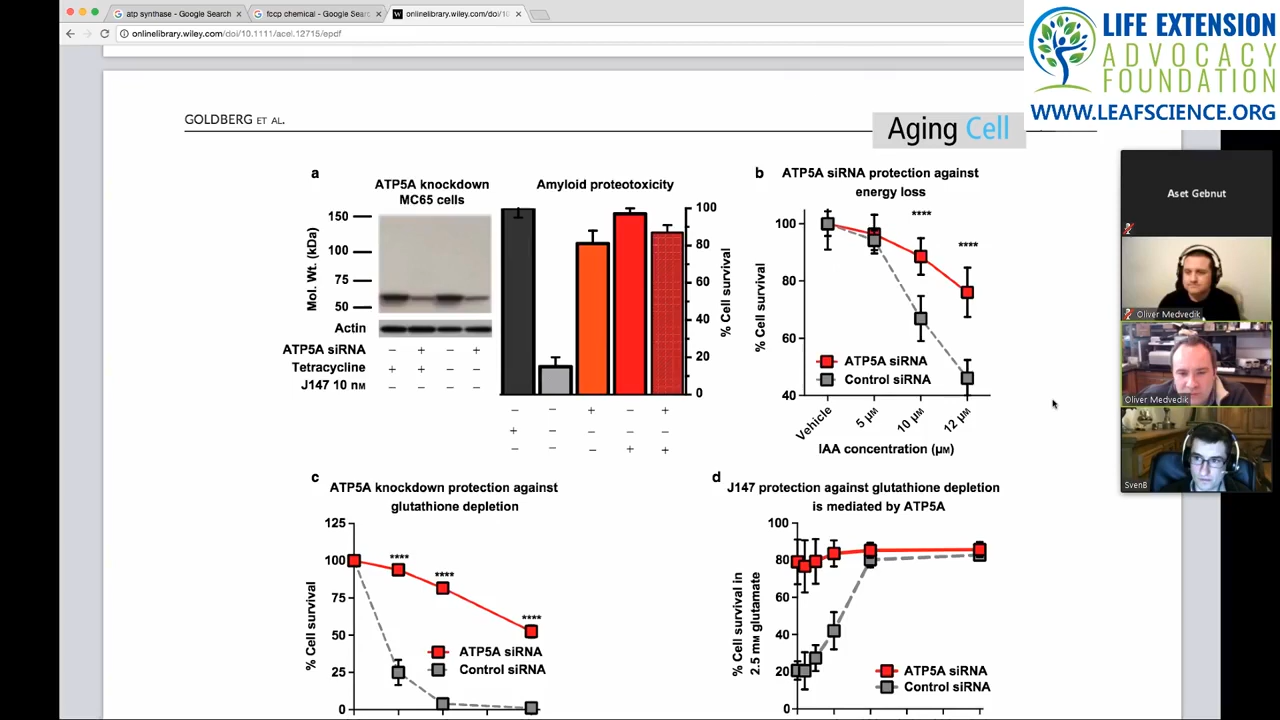 atp synthase - Google Search
fccp chemical - Google Sear
onlinelibrary.wiley.com/doi/10
onlinelibrary.wiley.com/doi/10.1111/acel.12715/epdf
LIFE EXTENSION
ADVOCACY
FOUNDATION
WWW.LEAFSCIENCE.ORG
GOLDBERG ET AL.
Aging Cell
a
ATP5A knockdown
MC65 cells
Mol. Wt. (kDa)
150
100
75
50
Actin
ATP5A siRNA − + − +
Tetracycline + + − −
J147 10 nM − − − −
Amyloid proteotoxicity
100
80
60
40
20
0
% Cell survival
− − + − +
+ − − − −
− − − + +
b
ATP5A siRNA protection against
energy loss
% Cell survival
100
80
60
40
****
****
ATP5A siRNA
Control siRNA
Vehicle
5 µM
10 µM
12 µM
IAA concentration (µM)
c
ATP5A knockdown protection against
glutathione depletion
% Cell survival
125
100
75
50
25
0
****
****
****
ATP5A siRNA
Control siRNA
d
J147 protection against glutathione depletion
is mediated by ATP5A
% Cell survival in
2.5 mM glutamate
100
80
60
40
20
0
ATP5A siRNA
Control siRNA
Aset Gebnut
Oliver Medvedik
Oliver Medvedik
SvenB